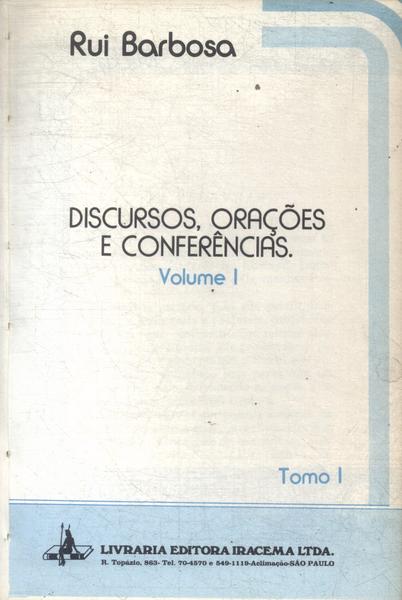 Rui Barbosa
DISCURSOS, ORAÇÕES
E CONFERÊNCIAS.
Volume I
Tomo I
LIVRARIA EDITORA IRACEMA LTDA.
R. Topázio, 863- Tel. 70-4570 e 549-1119-Aclimação-SÃO PAULO